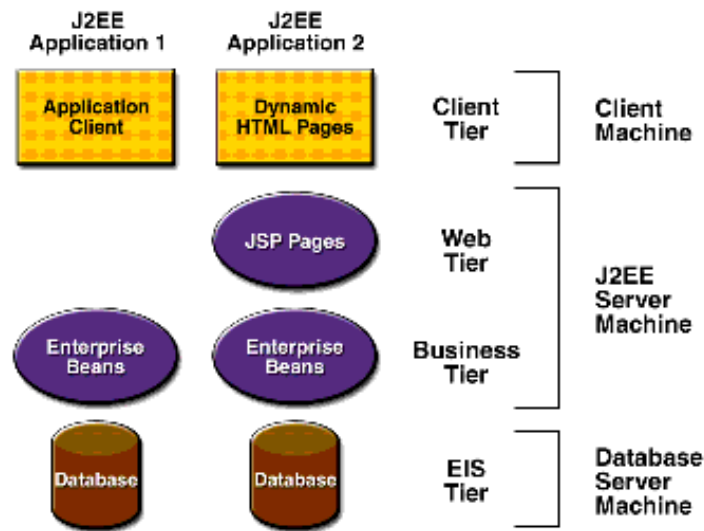 J2EE
Application 1
J2EE
Application 2
Application
Client
Dynamic
HTML Pages
Client
Tier
Client
Machine
JSP Pages
Web
Tier
J2EE
Server
Machine
Enterprise
Beans
Enterprise
Beans
Business
Tier
Database
Database
EIS
Tier
Database
Server
Machine